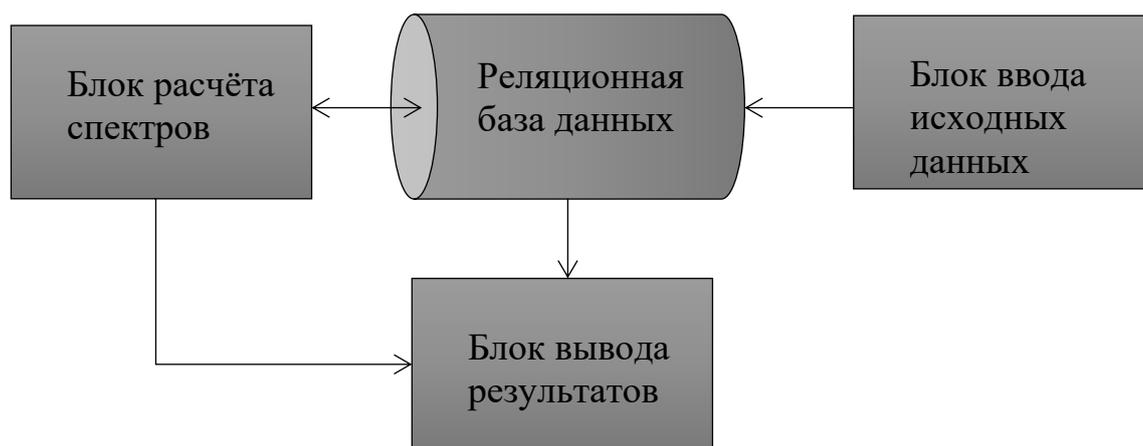 Блок расчёта
спектров
Реляционная
база данных
Блок ввода
исходных
данных
Блок вывода
результатов